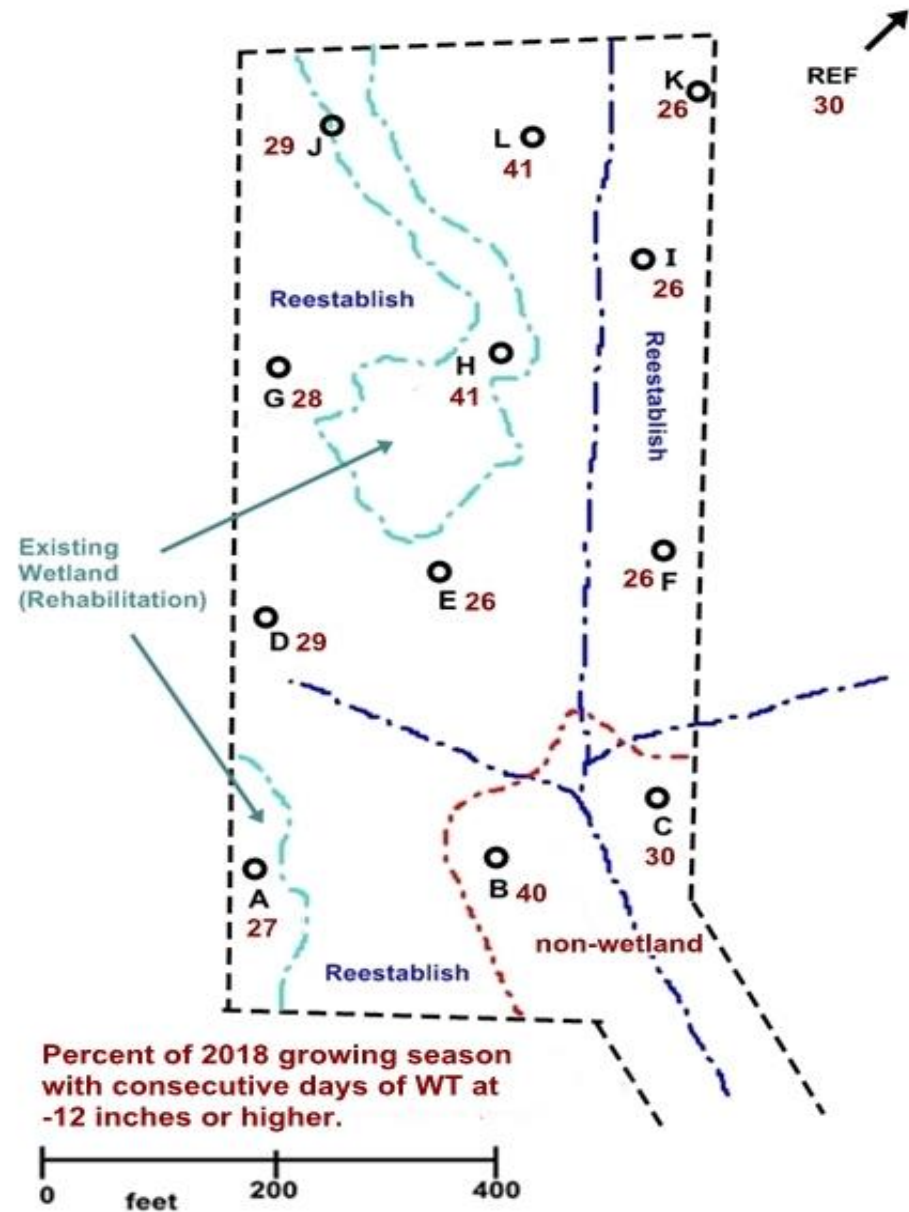 K
26
REF
30
29 J
L
41
I
26
Reestablish
Reestablish
H
41
G 28
Existing
Wetland
(Rehabilitation)
26 F
E 26
D 29
C
30
B 40
A
27
non-wetland
Reestablish
Percent of 2018 growing season
with consecutive days of WT at
-12 inches or higher.
0 200 400
feet